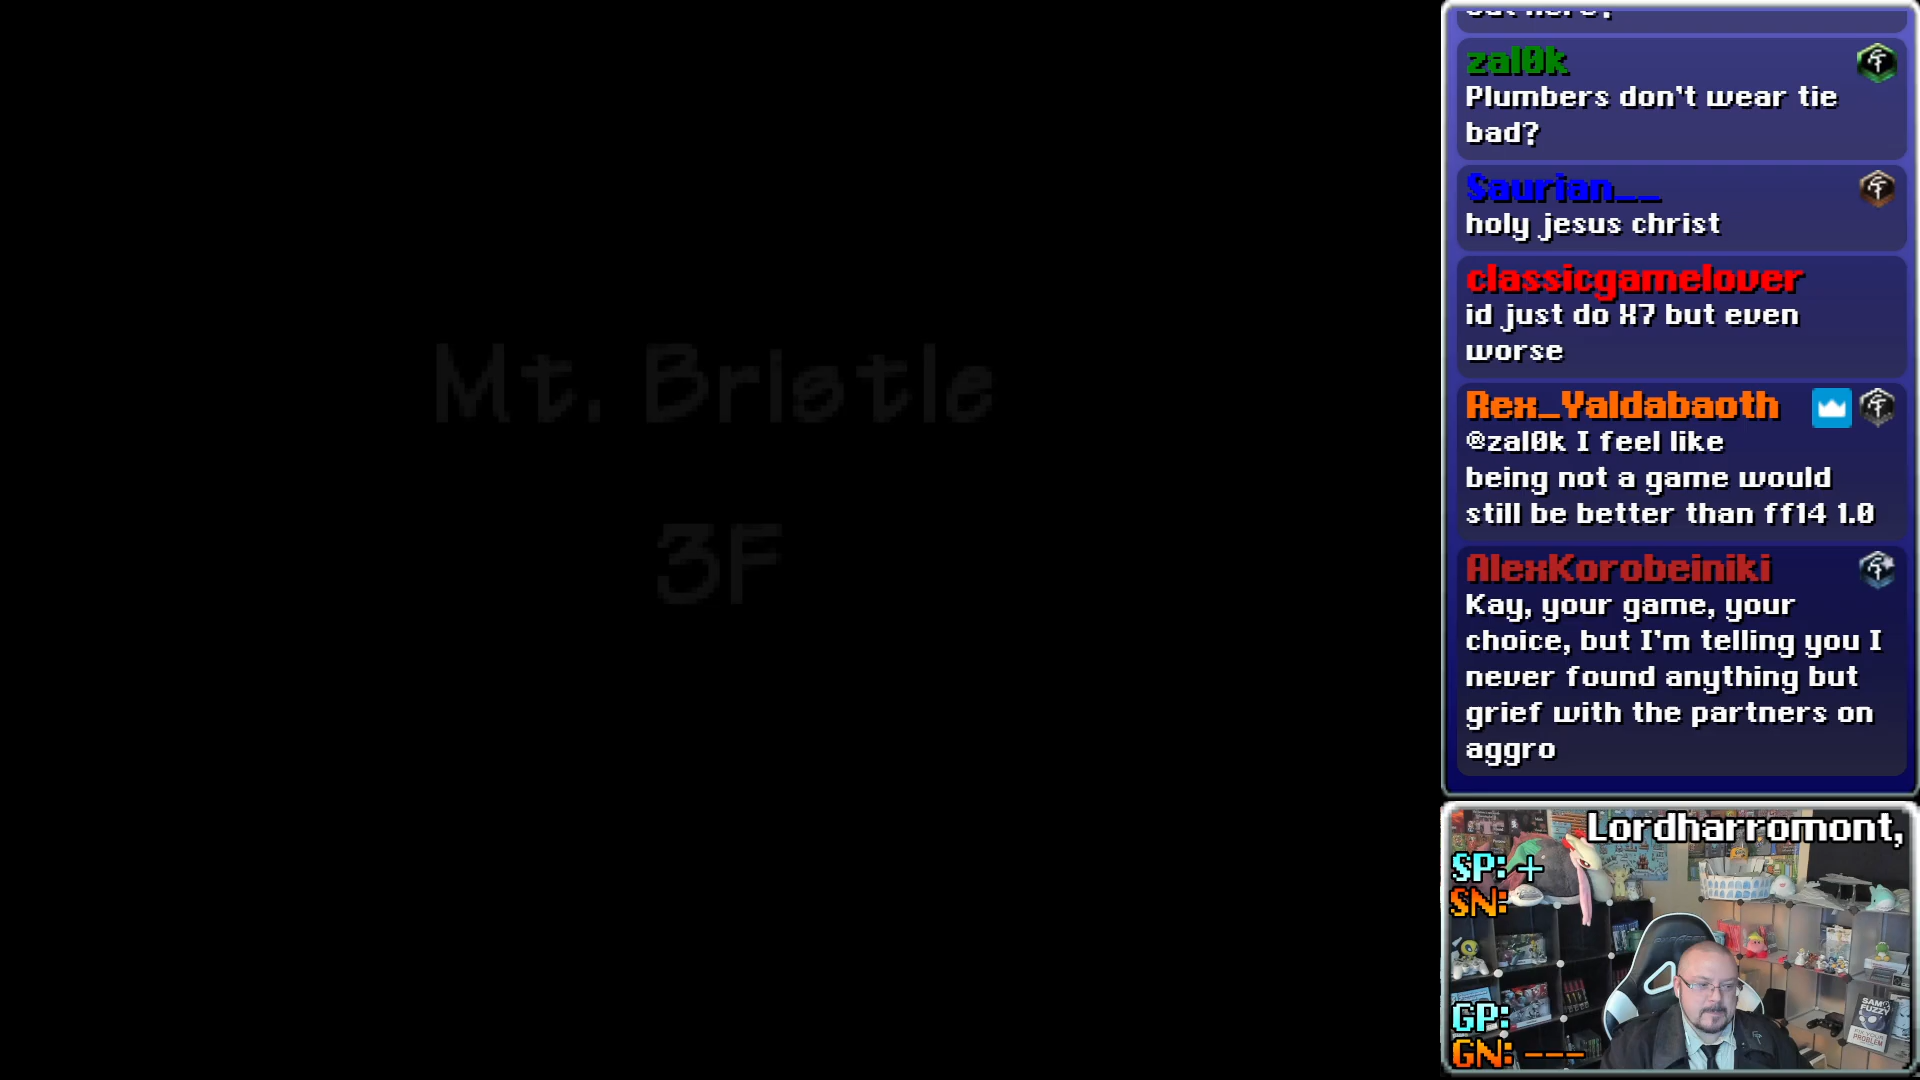 Mt. Bristle
3F
zal0k
Plumbers don't wear tie
bad?
Saurian__
holy jesus christ
classicgamelover
id just do X7 but even
worse
Rex_Yaldabaoth
@zal0k I feel like
being not a game would
still be better than ff14 1.0
AlexKorobeiniki
Kay, your game, your
choice, but I'm telling you I
never found anything but
grief with the partners on
aggro
Lordharromont,
SP: +
SN:
GP:
GN: ---
SAM
FUZZY
PROBLEM